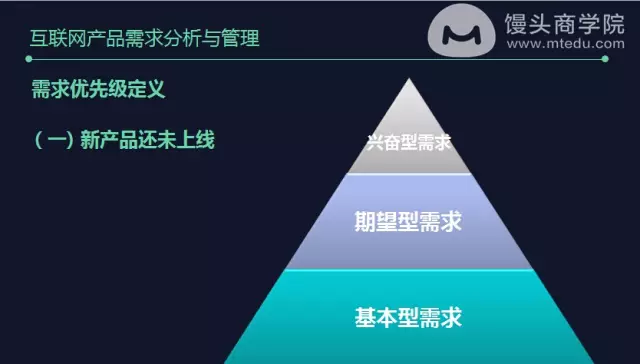 互联网产品需求分析与管理
馒头商学院
www.mtedu.com
需求优先级定义
（一）新产品还未上线
兴奋型需求
期望型需求
基本型需求